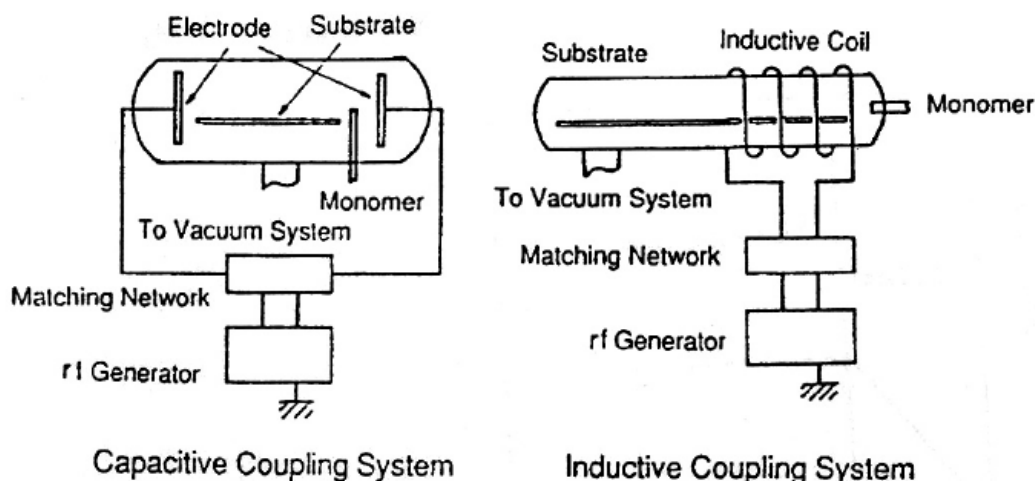 Electrode
Substrate
Monomer
To Vacuum System
Matching Network
r I Generator
Capacitive Coupling System
Substrate
Inductive Coil
Monomer
To Vacuum System
Matching Network
rf Generator
Inductive Coupling System